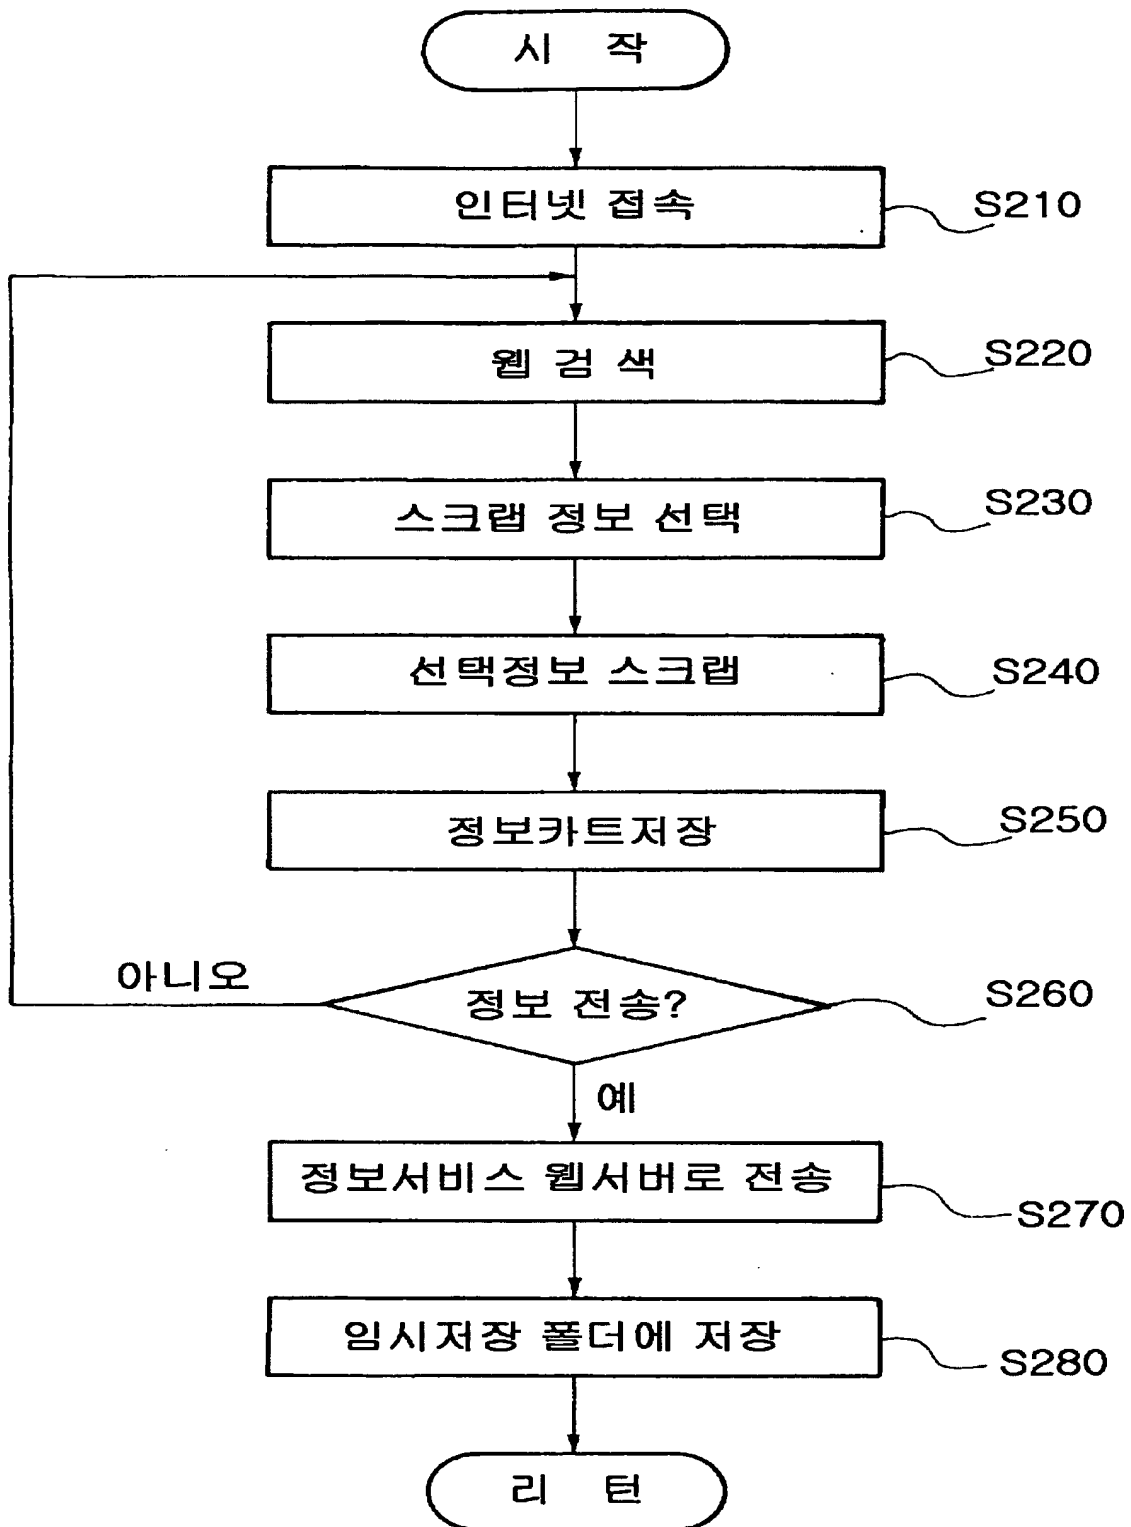 시 작
인터넷 접속
S210
웹 검 색
S220
스크랩 정보 선택
S230
선택정보 스크랩
S240
정보카트저장
S250
아니오
정보 전송?
S260
예
정보서비스 웹서버로 전송
S270
임시저장 폴더에 저장
S280
리 턴